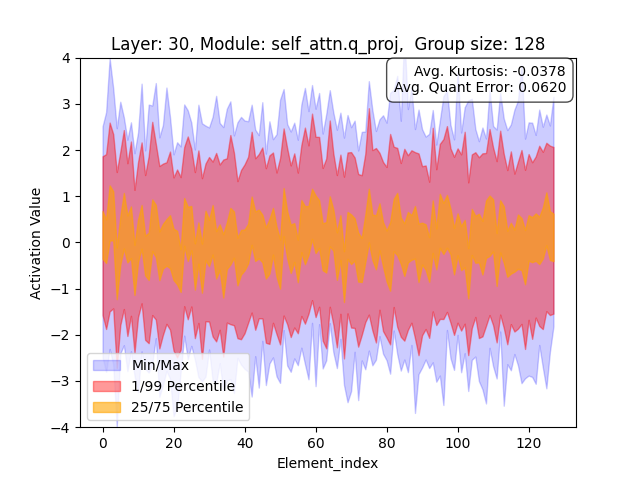 Layer: 30, Module: self_attn.q_proj,  Group size: 128
Avg. Kurtosis: -0.0378
Avg. Quant Error: 0.0620
Activation Value
4
3
2
1
0
−1
−2
−3
−4
Min/Max
1/99 Percentile
25/75 Percentile
0
20
40
60
80
100
120
Element_index